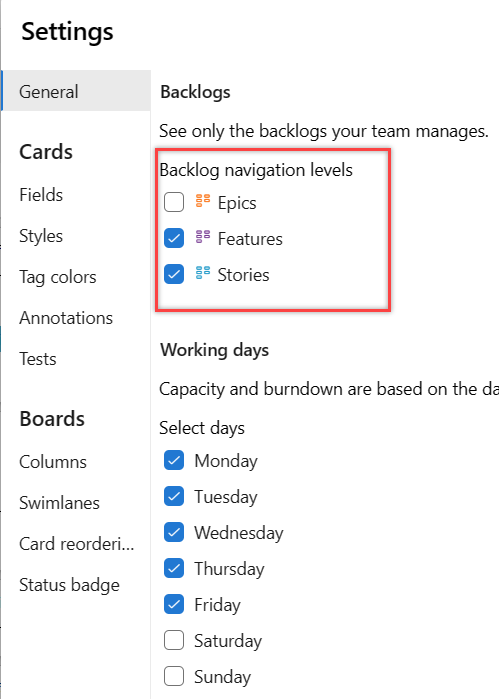 Settings
General
Cards
Fields
Styles
Tag colors
Annotations
Tests
Boards
Columns
Swimlanes
Card reorderi...
Status badge
Backlogs
See only the backlogs your team manages.
Backlog navigation levels
Epics
Features
Stories
Working days
Capacity and burndown are based on the da
Select days
Monday
Tuesday
Wednesday
Thursday
Friday
Saturday
Sunday